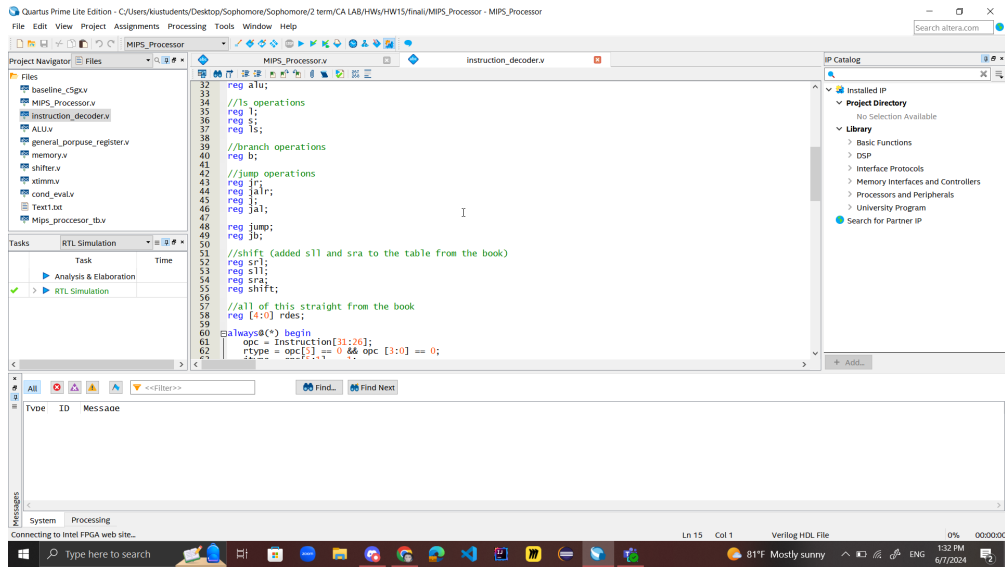 Quartus Prime Lite Edition - C:/Users/kiustudents/Desktop/Sophomore/Sophomore/2 term/CA LAB/HWs/HW15/finali/MIPS_Processor - MIPS_Processor
File Edit View Project Assignments Processing Tools Window Help
Search altera.com
MIPS_Processor
Project Navigator Files
Files
baseline_c5gx.v
MIPS_Processor.v
instruction_decoder.v
ALU.v
general_porpuse_register.v
memory.v
shifter.v
xtimm.v
cond_eval.v
Text1.txt
Mips_proccesor_tb.v
Tasks RTL Simulation
Task Time
Analysis & Elaboration
RTL Simulation
MIPS_Processor.v instruction_decoder.v
32 reg alu;
33
34 //ls operations
35 reg l;
36 reg s;
37 reg ls;
38
39 //branch operations
40 reg b;
41
42 //jump operations
43 reg jr;
44 reg jalr;
45 reg j;
46 reg jal;
47
48 reg jump;
49 reg jb;
50
51 //shift (added sll and sra to the table from the book)
52 reg srl;
53 reg sll;
54 reg sra;
55 reg shift;
56
57 //all of this straight from the book
58 reg [4:0] rdes;
59
60 always@(*) begin
61 opc = Instruction[31:26];
62 rtype = opc[5] == 0 && opc [3:0] == 0;
IP Catalog
Installed IP
Project Directory
No Selection Available
Library
Basic Functions
DSP
Interface Protocols
Memory Interfaces and Controllers
Processors and Peripherals
University Program
Search for Partner IP
+ Add...
All <<Filter>> Find... Find Next
Type ID Message
Messages
System Processing
Connecting to Intel FPGA web site... Ln 15 Col 1 Verilog HDL File 0% 00:00:00
Type here to search 81°F Mostly sunny ENG 1:32 PM
6/7/2024